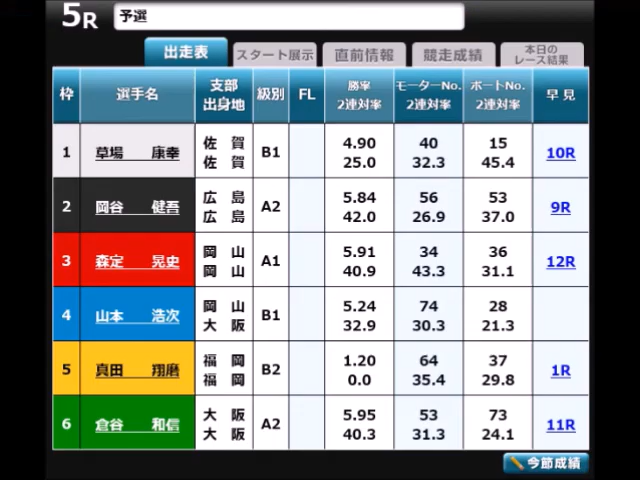 5R 予選
出走表 スタート展示 直前情報 競走成績 本日のレース結果
枠 選手名 支部 出身地 級別 FL 勝率 2連対率 モーターNo. 2連対率 ボートNo. 2連対率 早見
1 草場 康幸 佐賀 佐賀 B1 4.90 25.0 40 32.3 15 45.4 10R
2 岡谷 健吾 広島 広島 A2 5.84 42.0 56 26.9 53 37.0 9R
3 森定 晃史 岡山 岡山 A1 5.91 40.9 34 43.3 36 31.1 12R
4 山本 浩次 岡山 大阪 B1 5.24 32.9 74 30.3 28 21.3
5 真田 翔磨 福岡 福岡 B2 1.20 0.0 64 35.4 37 29.8 1R
6 倉谷 和信 大阪 大阪 A2 5.95 40.3 53 31.3 73 24.1 11R
今節成績